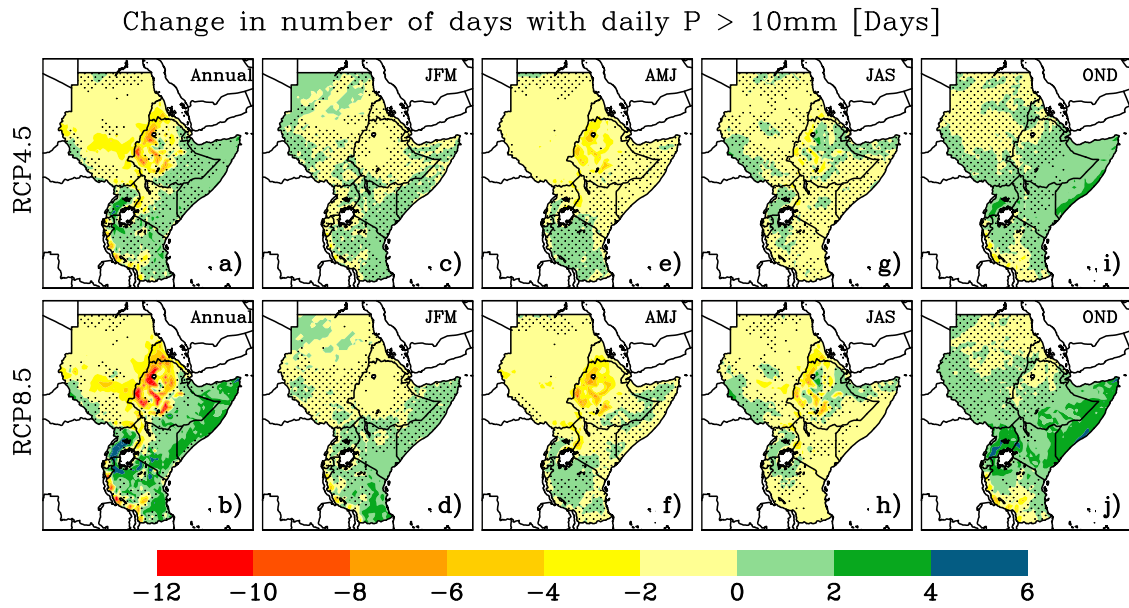 Change in number of days with daily P > 10mm [Days]
RCP4.5
Annual
a)
JFM
c)
AMJ
e)
JAS
g)
OND
i)
RCP8.5
Annual
b)
JFM
d)
AMJ
f)
JAS
h)
OND
j)
−12 −10 −8 −6 −4 −2 0 2 4 6